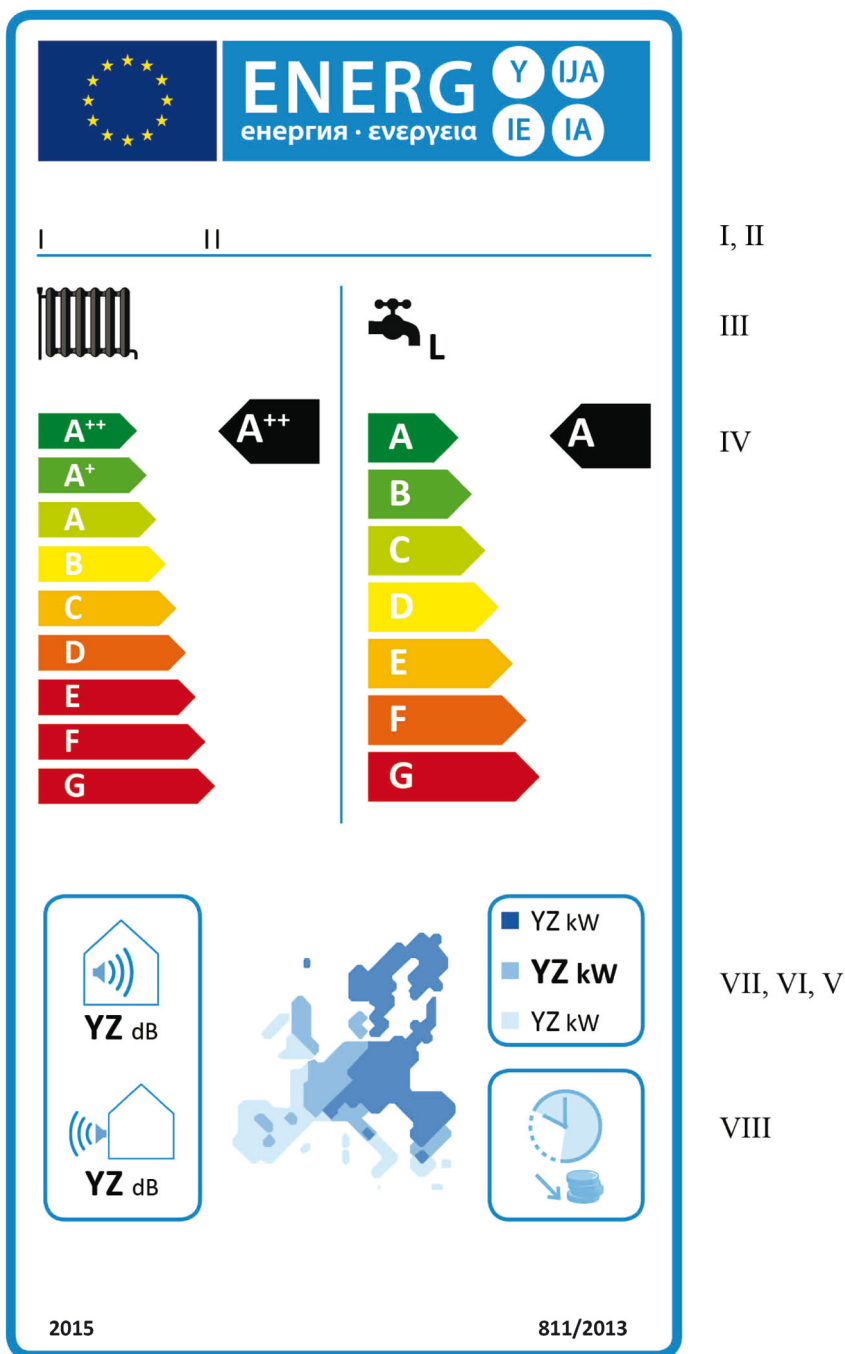 ENERG Y IJA
енергия · ενεργεια IE IA
I II I, II
L III
A++ A++ A A IV
A+ B
A C
B D
C E
D F
E G
F
G
YZ dB
YZ dB
YZ kW
YZ kW VII, VI, V
YZ kW
VIII
2015 811/2013